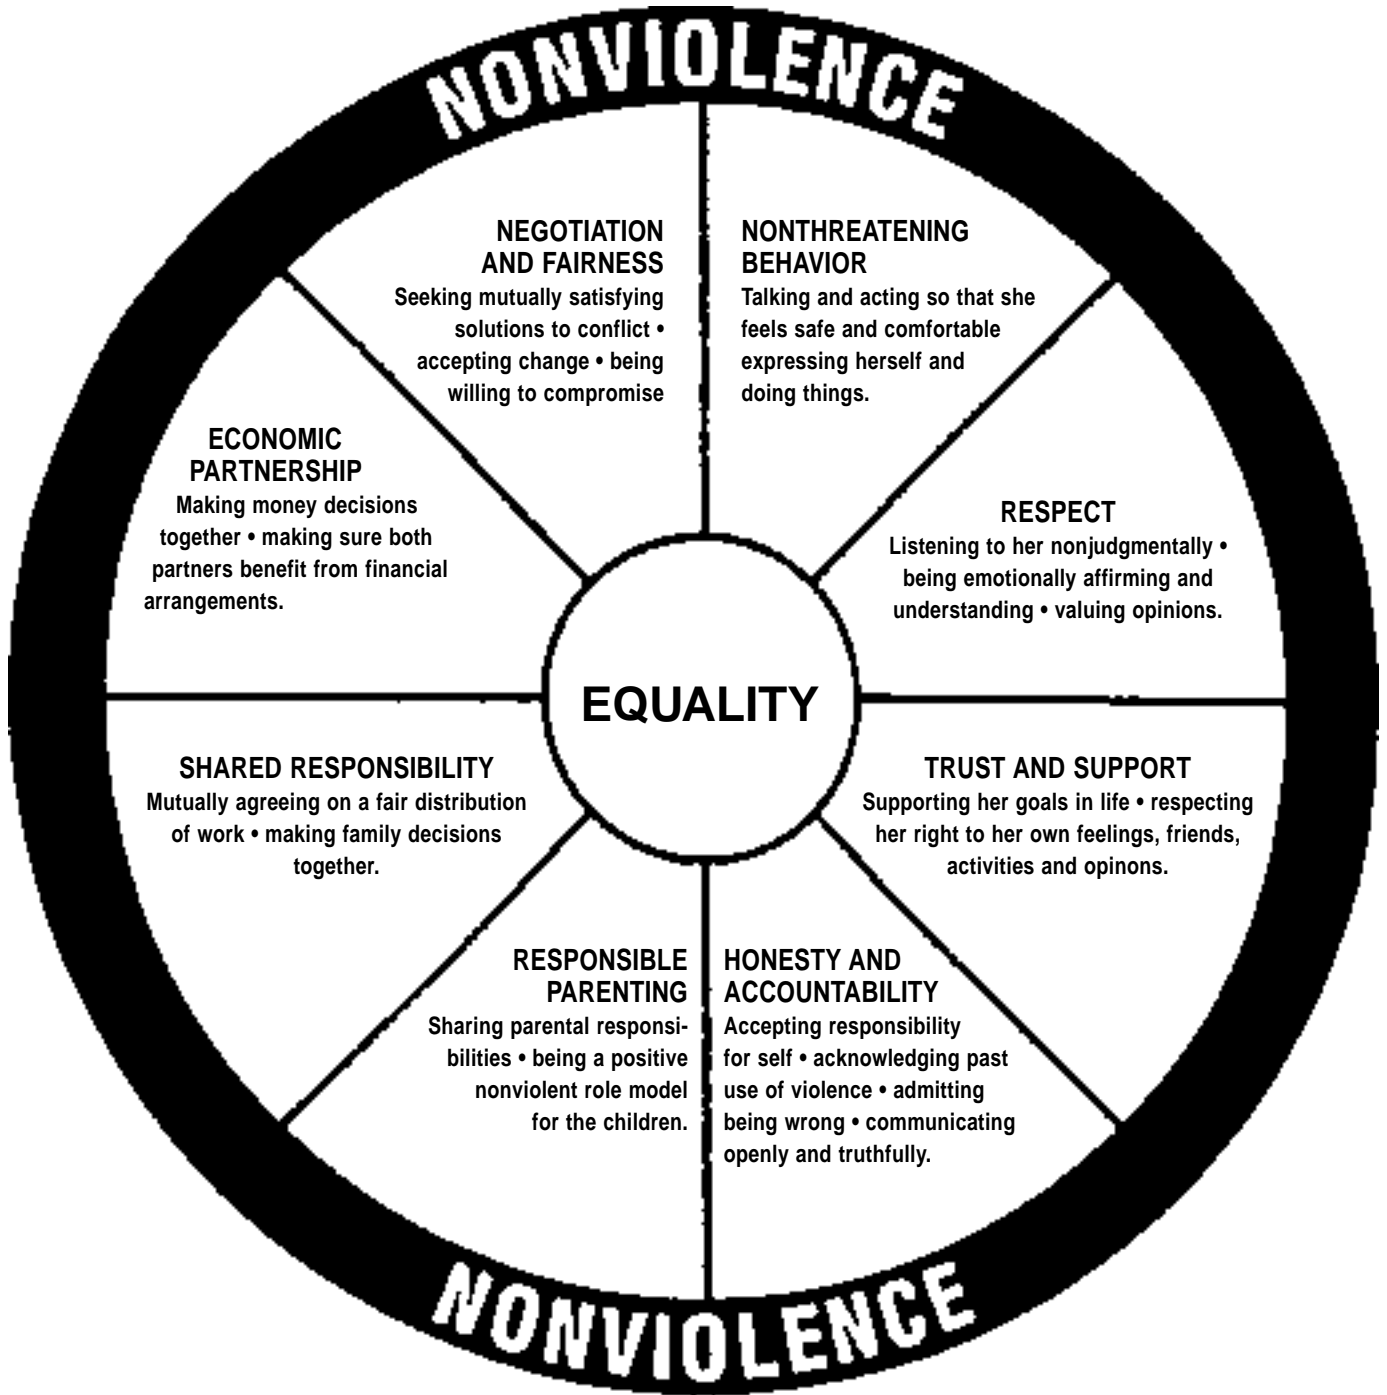 NONVIOLENCE
NEGOTIATION
AND FAIRNESS
Seeking mutually satisfying
solutions to conflict •
accepting change • being
willing to compromise
NONTHREATENING
BEHAVIOR
Talking and acting so that she
feels safe and comfortable
expressing herself and
doing things.
ECONOMIC
PARTNERSHIP
Making money decisions
together • making sure both
partners benefit from financial
arrangements.
RESPECT
Listening to her nonjudgmentally •
being emotionally affirming and
understanding • valuing opinions.
EQUALITY
SHARED RESPONSIBILITY
Mutually agreeing on a fair distribution
of work • making family decisions
together.
TRUST AND SUPPORT
Supporting her goals in life • respecting
her right to her own feelings, friends,
activities and opinons.
RESPONSIBLE
PARENTING
Sharing parental responsi-
bilities • being a positive
nonviolent role model
for the children.
HONESTY AND
ACCOUNTABILITY
Accepting responsibility
for self • acknowledging past
use of violence • admitting
being wrong • communicating
openly and truthfully.
NONVIOLENCE